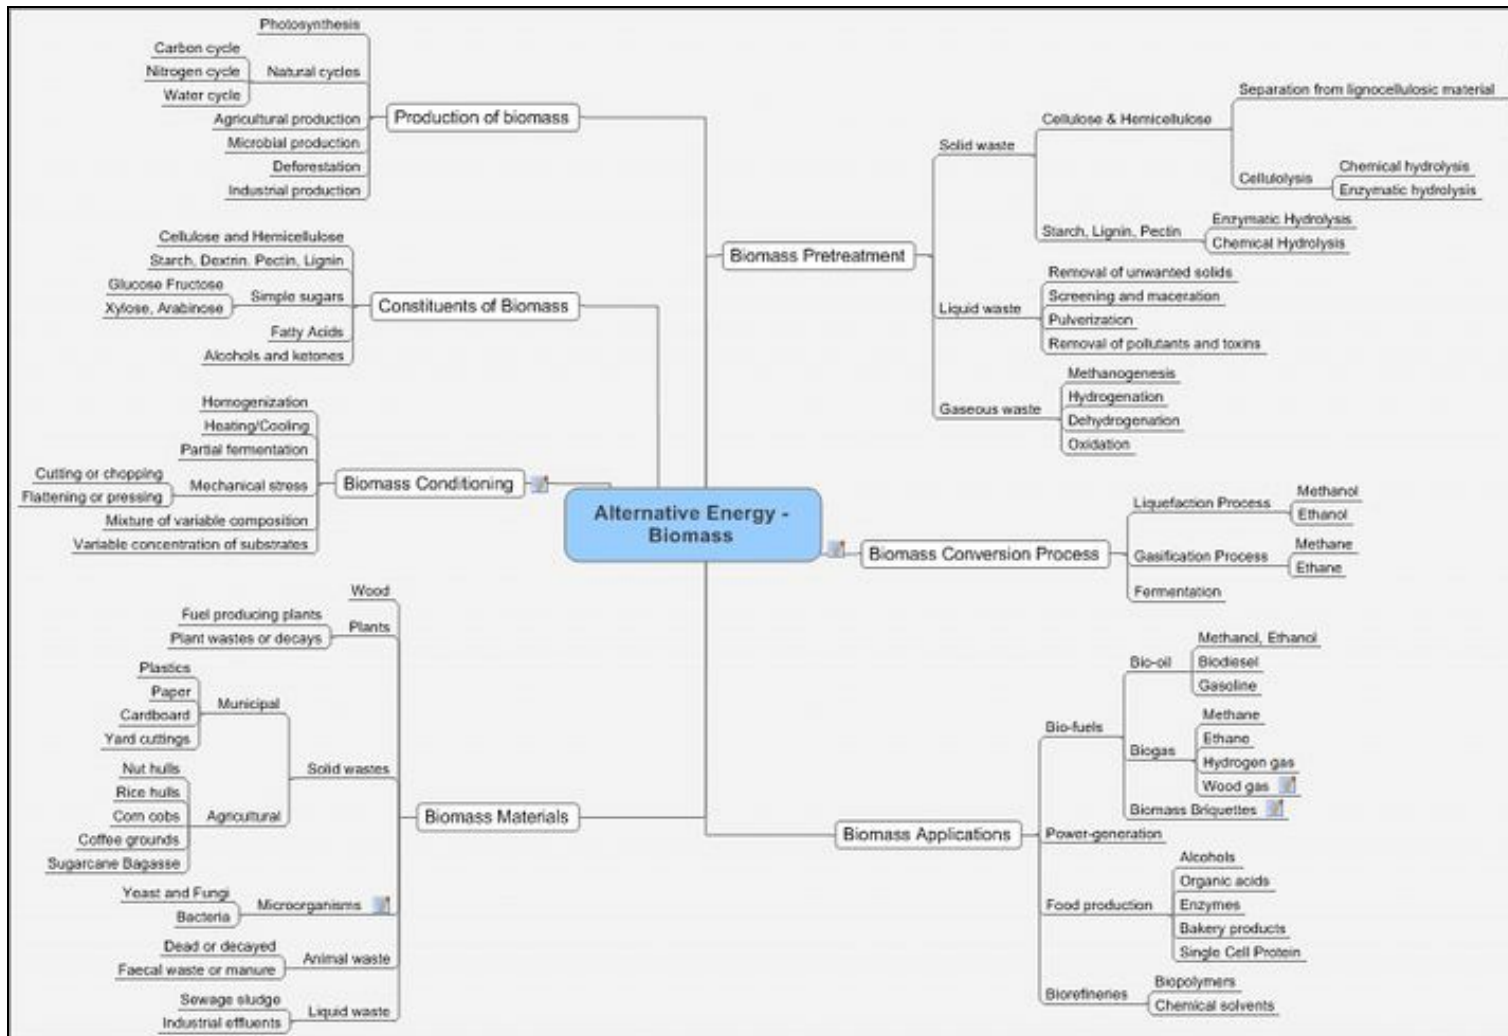 Photosynthesis
Carbon cycle
Nitrogen cycle
Water cycle
Natural cycles
Agricultural production
Microbial production
Deforestation
Industrial production
Production of biomass
Cellulose and Hemicellulose
Starch, Dextrin. Pectin, Lignin
Glucose Fructose
Xylose, Arabinose
Simple sugars
Fatty Acids
Alcohols and ketones
Constituents of Biomass
Homogenization
Heating/Cooling
Partial fermentation
Cutting or chopping
Flattening or pressing
Mechanical stress
Mixture of variable composition
Variable concentration of substrates
Biomass Conditioning
Alternative Energy -
Biomass
Wood
Fuel producing plants
Plant wastes or decays
Plants
Plastics
Paper
Cardboard
Yard cuttings
Municipal
Nut hulls
Rice hulls
Corn cobs
Coffee grounds
Sugarcane Bagasse
Agricultural
Solid wastes
Yeast and Fungi
Bacteria
Microorganisms
Dead or decayed
Faecal waste or manure
Animal waste
Sewage sludge
Industrial effluents
Liquid waste
Biomass Materials
Biomass Pretreatment
Solid waste
Cellulose & Hemicellulose
Separation from lignocellulosic material
Cellulolysis
Chemical hydrolysis
Enzymatic hydrolysis
Starch, Lignin, Pectin
Enzymatic Hydrolysis
Chemical Hydrolysis
Liquid waste
Removal of unwanted solids
Screening and maceration
Pulverization
Removal of pollutants and toxins
Gaseous waste
Methanogenesis
Hydrogenation
Dehydrogenation
Oxidation
Biomass Conversion Process
Liquefaction Process
Methanol
Ethanol
Gasification Process
Methane
Ethane
Fermentation
Biomass Applications
Bio-fuels
Bio-oil
Methanol, Ethanol
Biodiesel
Gasoline
Biogas
Methane
Ethane
Hydrogen gas
Wood gas
Biomass Briquettes
Power-generation
Food production
Alcohols
Organic acids
Enzymes
Bakery products
Single Cell Protein
Biorefineries
Biopolymers
Chemical solvents